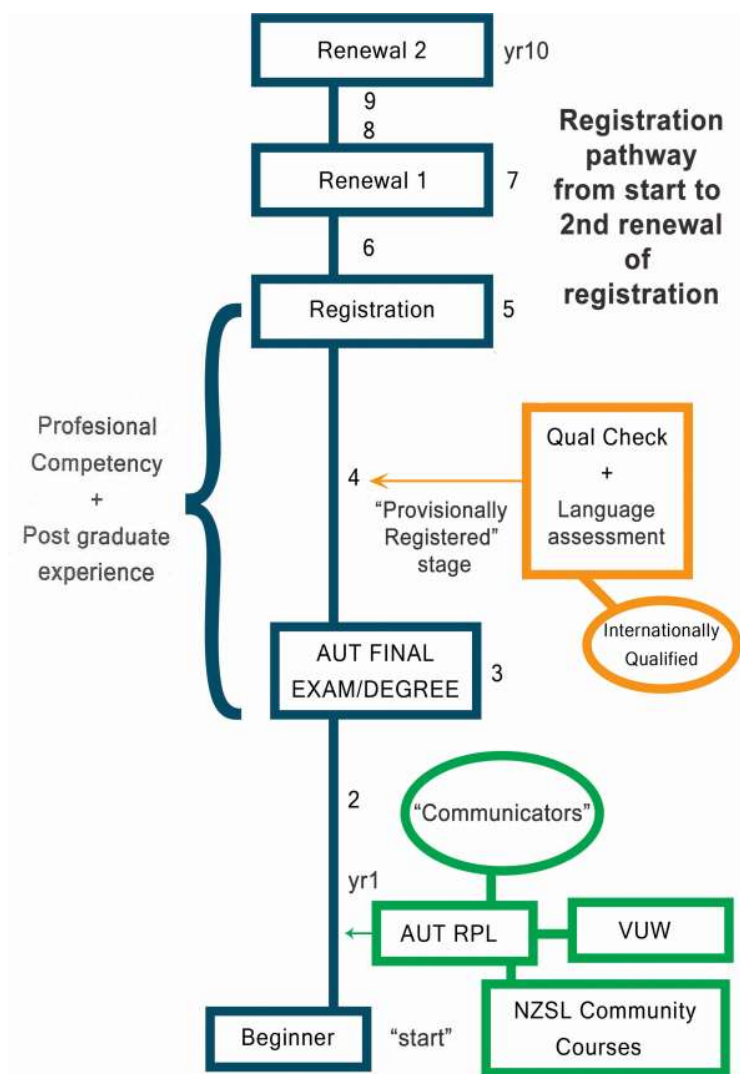 Renewal 2
yr10
9
8
Registration
pathway
from start to
2nd renewal
of
registration
Renewal 1
7
6
Registration
5
Profesional
Competency
+
Post graduate
experience
4
"Provisionally
Registered"
stage
Qual Check
+
Language
assessment
Internationally
Qualified
AUT FINAL
EXAM/DEGREE
3
2
"Communicators"
yr1
AUT RPL
VUW
NZSL Community
Courses
Beginner
"start"